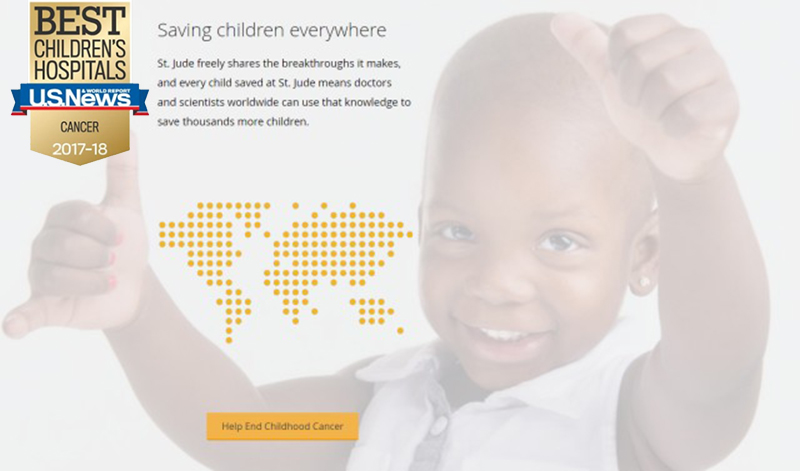 BEST
CHILDREN'S
HOSPITALS
U.S.News
& WORLD REPORT
CANCER
2017-18
Saving children everywhere
St. Jude freely shares the breakthroughs it makes,
and every child saved at St. Jude means doctors
and scientists worldwide can use that knowledge to
save thousands more children.
Help End Childhood Cancer